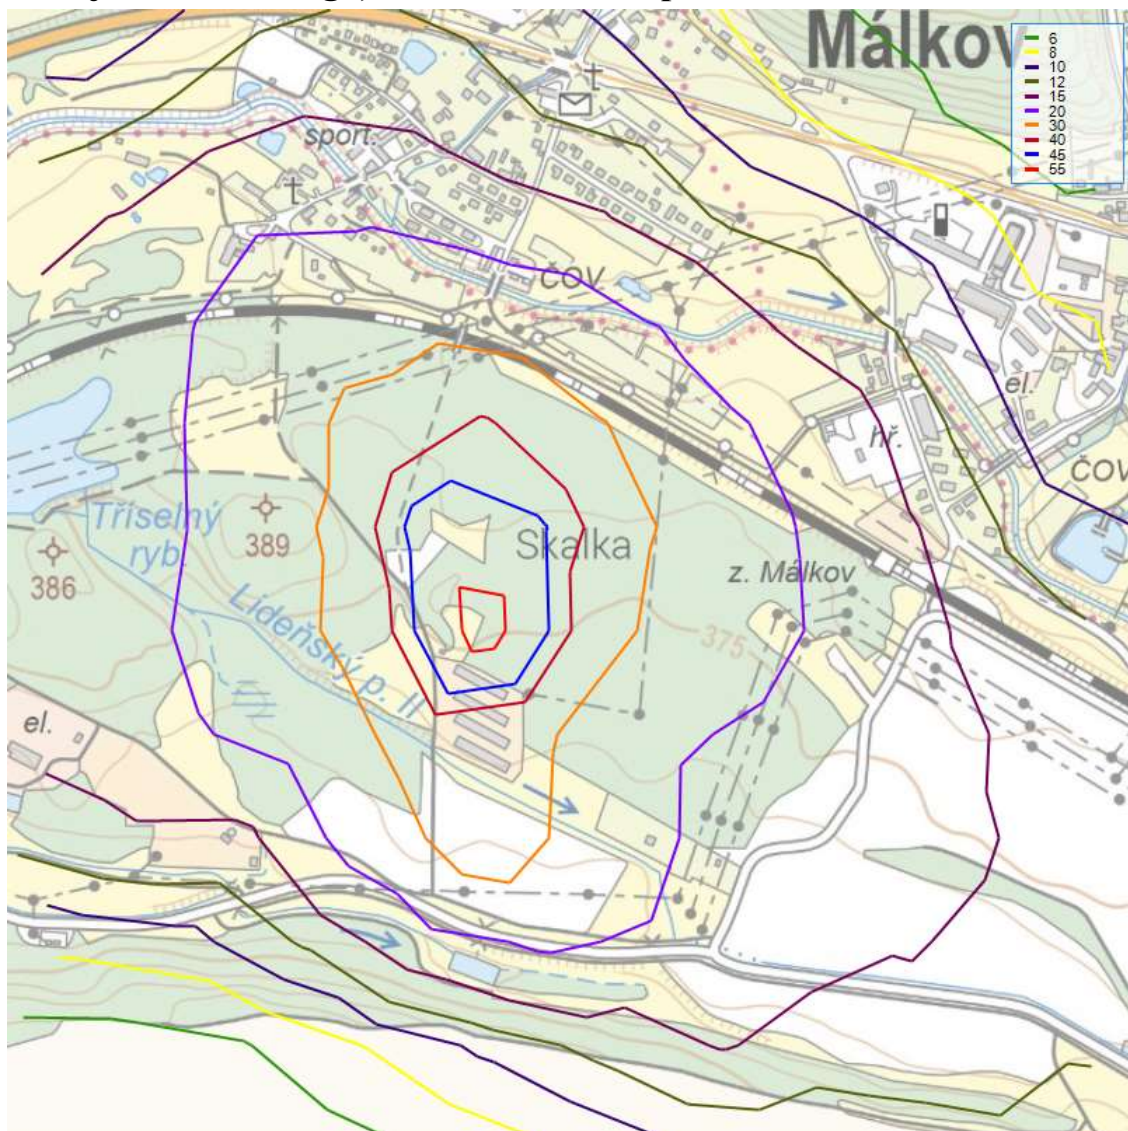 Málkov
6
8
10
12
15
20
30
40
45
55
sport.
ČOV
el.
hř.
ČOV
Tříselný
ryb.
389
386
Skalka
z. Málkov
Lideňský p. II
375
el.